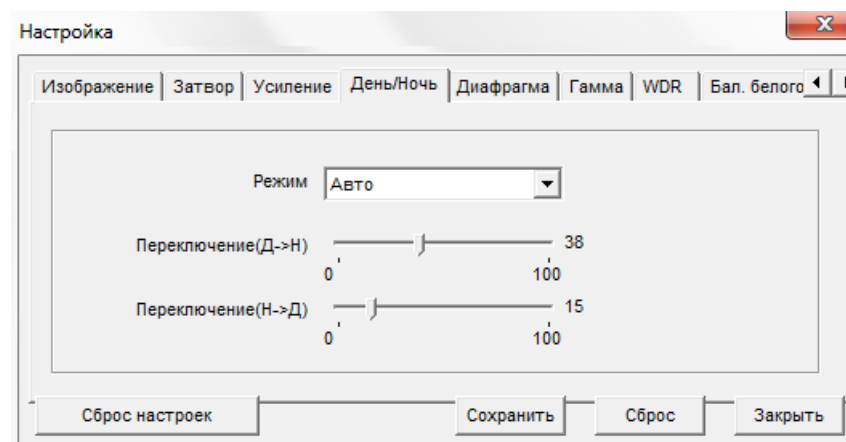 Настройка
Изображение Затвор Усиление День/Ночь Диафрагма Гамма WDR Бал. белого
Режим Авто
Переключение(Д->Н) 38
0 100
Переключение(Н->Д) 15
0 100
Сброс настроек Сохранить Сброс Закрыть